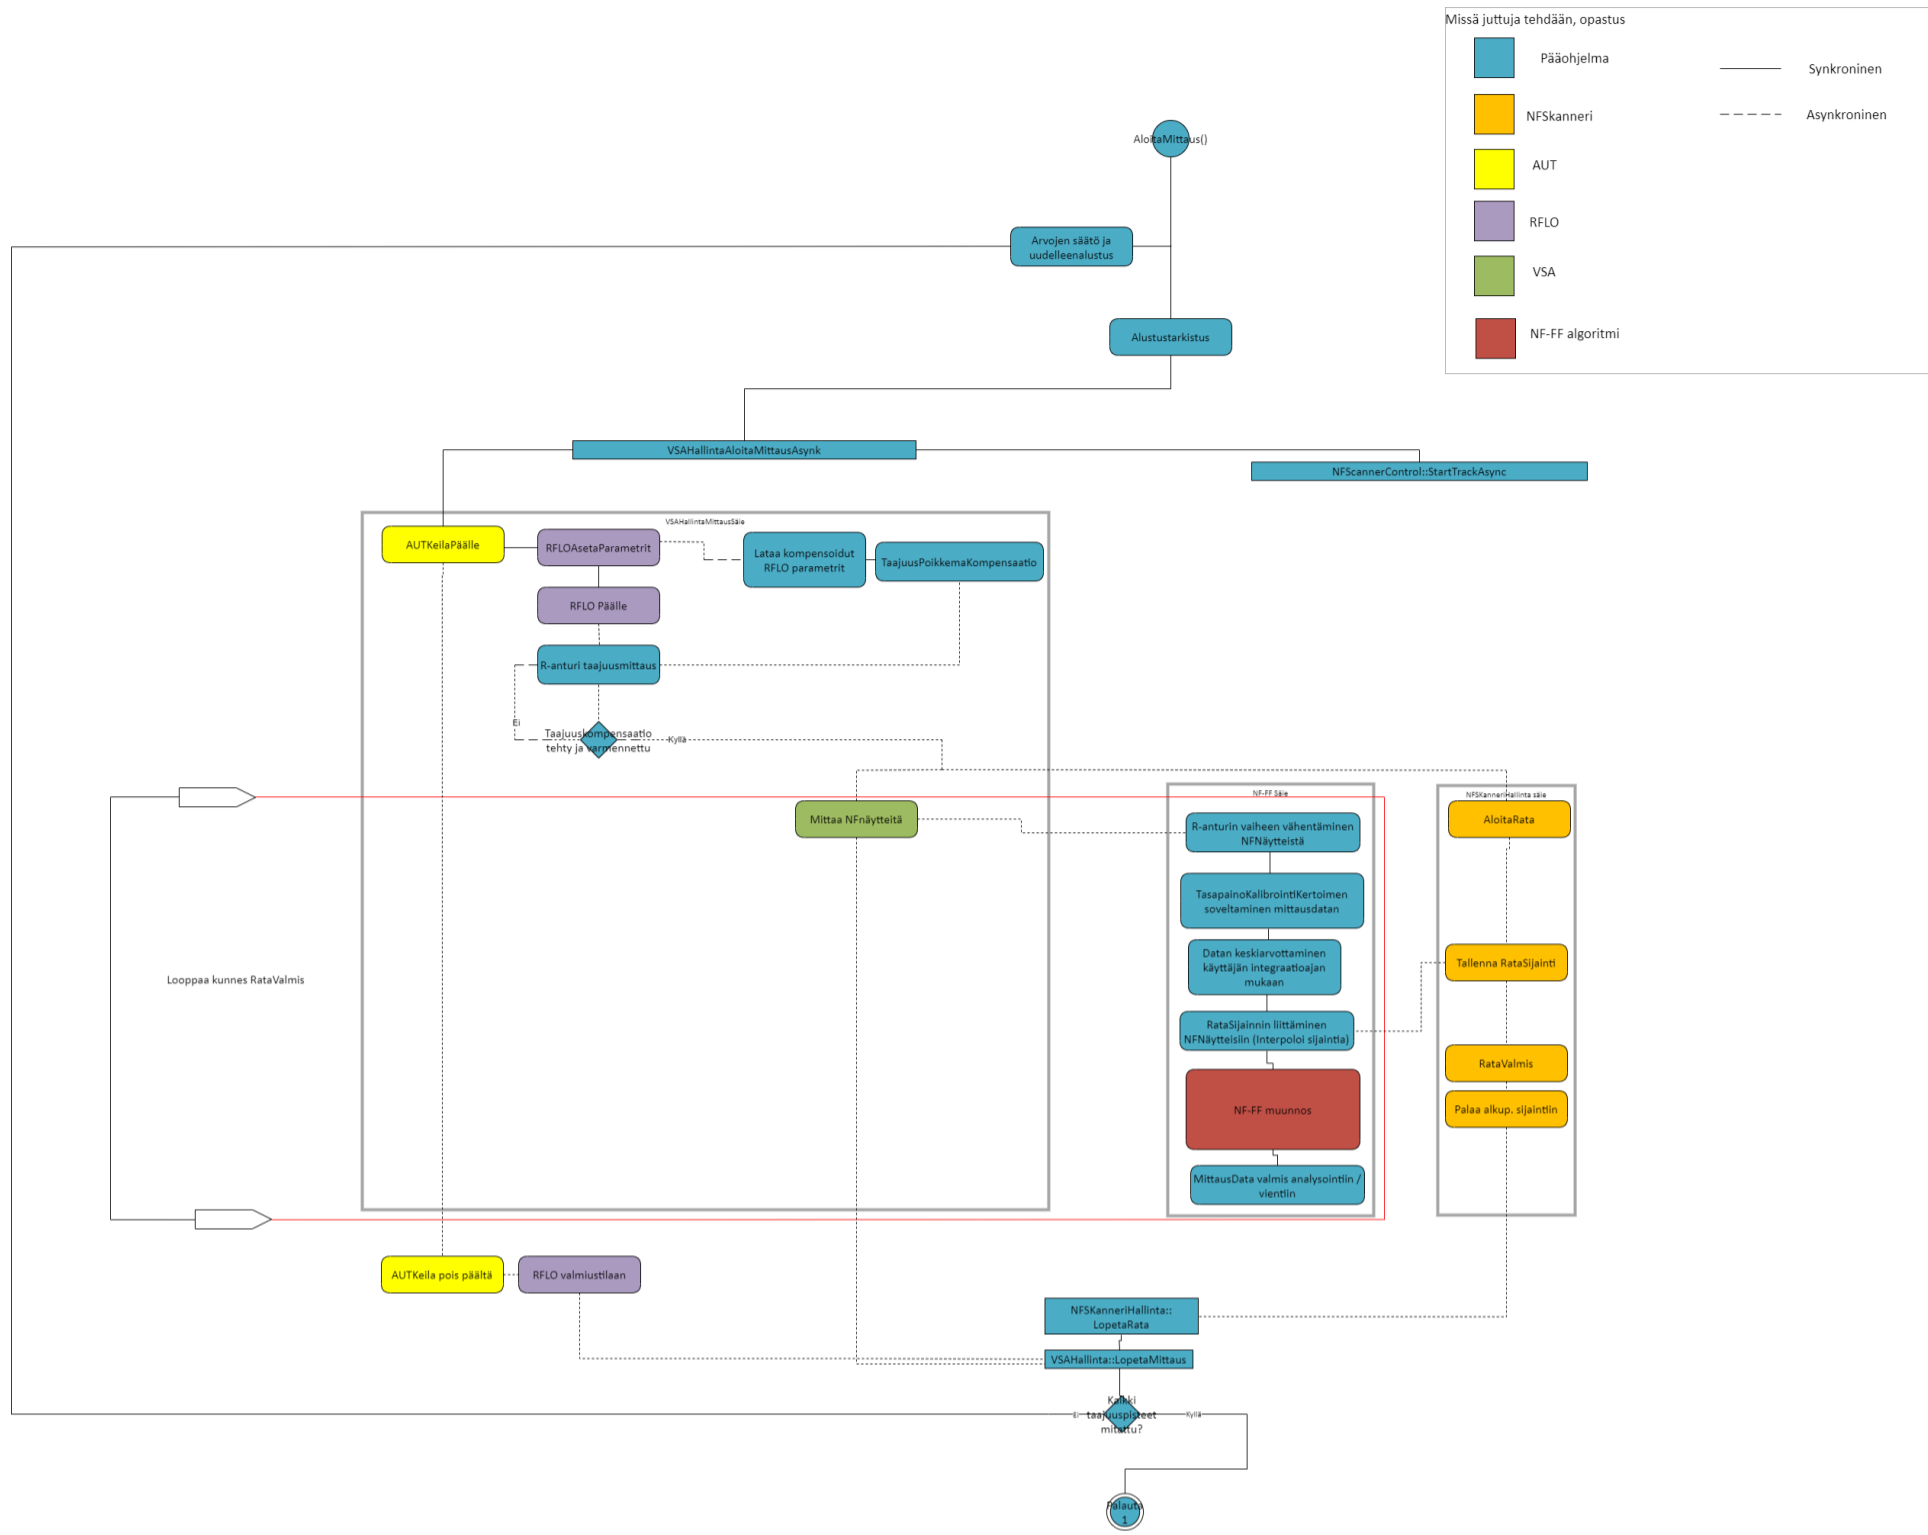 Missä juttuja tehdään, opastus
Pääohjelma
Synkroninen
NFSkanneri
Asynkroninen
AUT
RFLO
VSA
NF-FF algoritmi
AloitaMittaus()
Arvojen säätö ja
uudelleenalustus
Alustustarkistus
VSAHallintaAloitaMittausAsynk
NFScannerControl::StartTrackAsync
VSAHallintaMittausSäie
AUTKeilaPäälle
RFLOAsetaParametrit
Lataa kompensoidut
RFLO parametrit
TaajuusPoikkemaKompensaatio
RFLO Päälle
R-anturi taajuusmittaus
Ei
Taajuuskompensaatio
tehty ja varmennettu
Kyllä
NF-FF Säie
NFSKanneriHallinta säie
Mittaa NFnäytteitä
R-anturin vaiheen vähentäminen
NFNäytteistä
AloitaRata
TasapainoKalibrointiKertoimen
soveltaminen mittausdatan
Datan keskiarvottaminen
käyttäjän integraatioajan
mukaan
Tallenna RataSijainti
Looppaa kunnes RataValmis
RataSijainnin liittäminen
NFNäytteisiin (Interpoloi sijaintia)
RataValmis
NF-FF muunnos
Palaa alkup. sijaintiin
MittausData valmis analysointiin /
vientiin
AUTKeila pois päältä
RFLO valmiustilaan
NFSKanneriHallinta::
LopetaRata
VSAHallinta::LopetaMittaus
Kaikki
taajuuspisteet
mitattu?
Ei
Kyllä
Palauta
1